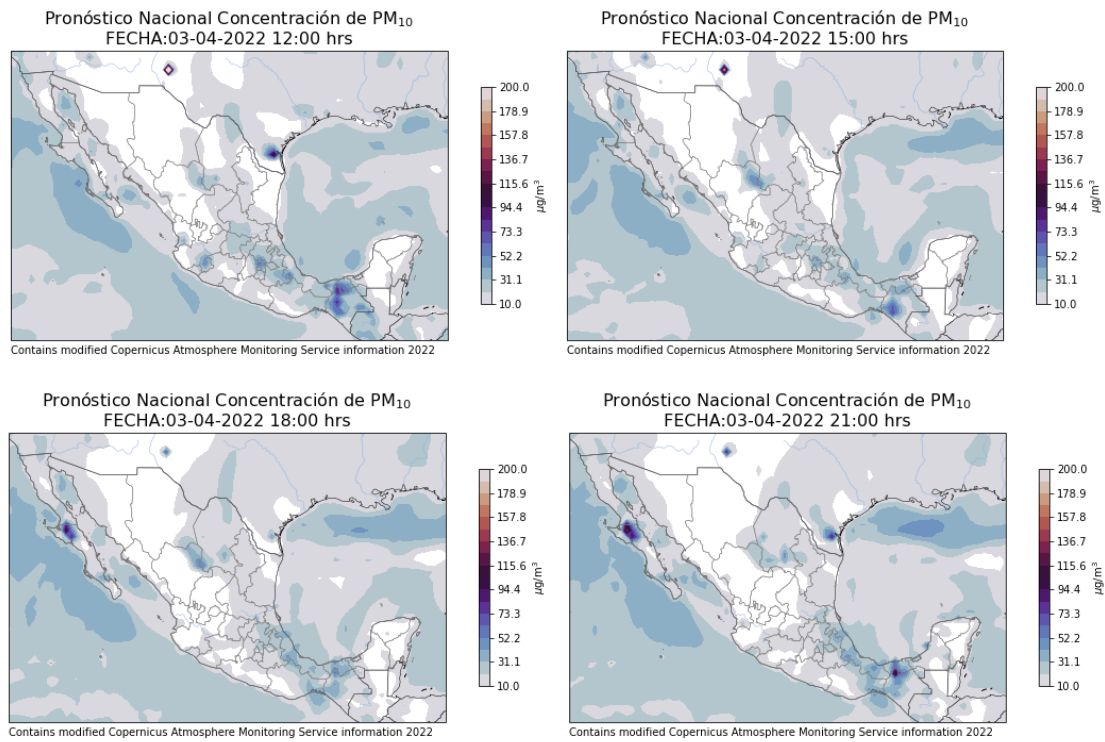 Pronóstico Nacional Concentración de PM₁₀
FECHA:03-04-2022 12:00 hrs
200.0
178.9
157.8
136.7
115.6
94.4
73.3
52.2
31.1
10.0
μg/m³
Contains modified Copernicus Atmosphere Monitoring Service information 2022
Pronóstico Nacional Concentración de PM₁₀
FECHA:03-04-2022 15:00 hrs
200.0
178.9
157.8
136.7
115.6
94.4
73.3
52.2
31.1
10.0
μg/m³
Contains modified Copernicus Atmosphere Monitoring Service information 2022
Pronóstico Nacional Concentración de PM₁₀
FECHA:03-04-2022 18:00 hrs
200.0
178.9
157.8
136.7
115.6
94.4
73.3
52.2
31.1
10.0
μg/m³
Contains modified Copernicus Atmosphere Monitoring Service information 2022
Pronóstico Nacional Concentración de PM₁₀
FECHA:03-04-2022 21:00 hrs
200.0
178.9
157.8
136.7
115.6
94.4
73.3
52.2
31.1
10.0
μg/m³
Contains modified Copernicus Atmosphere Monitoring Service information 2022